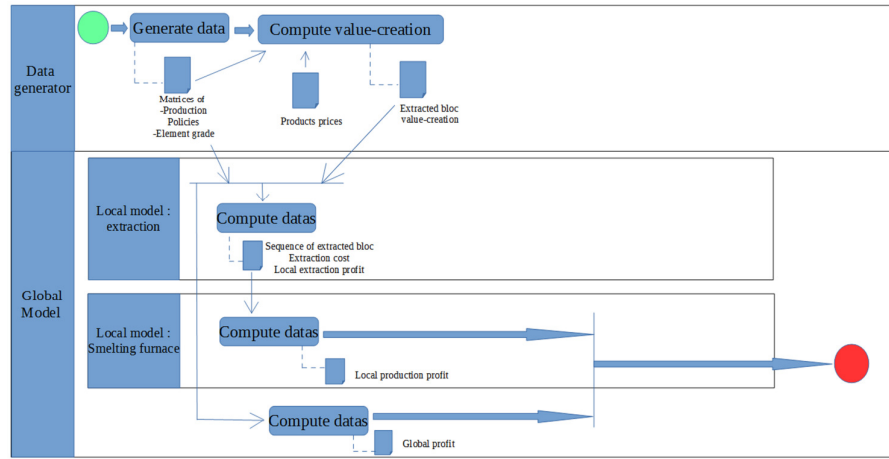 Generate data
Compute value-creation
Data
generator
Matrices of
-Production
Policies
-Element grade
Products prices
Extracted bloc
value-creation
Global
Model
Local model :
extraction
Compute datas
Sequence of extracted bloc
Extraction cost
Local extraction profit
Local model :
Smelting furnace
Compute datas
Local production profit
Compute datas
Global profit